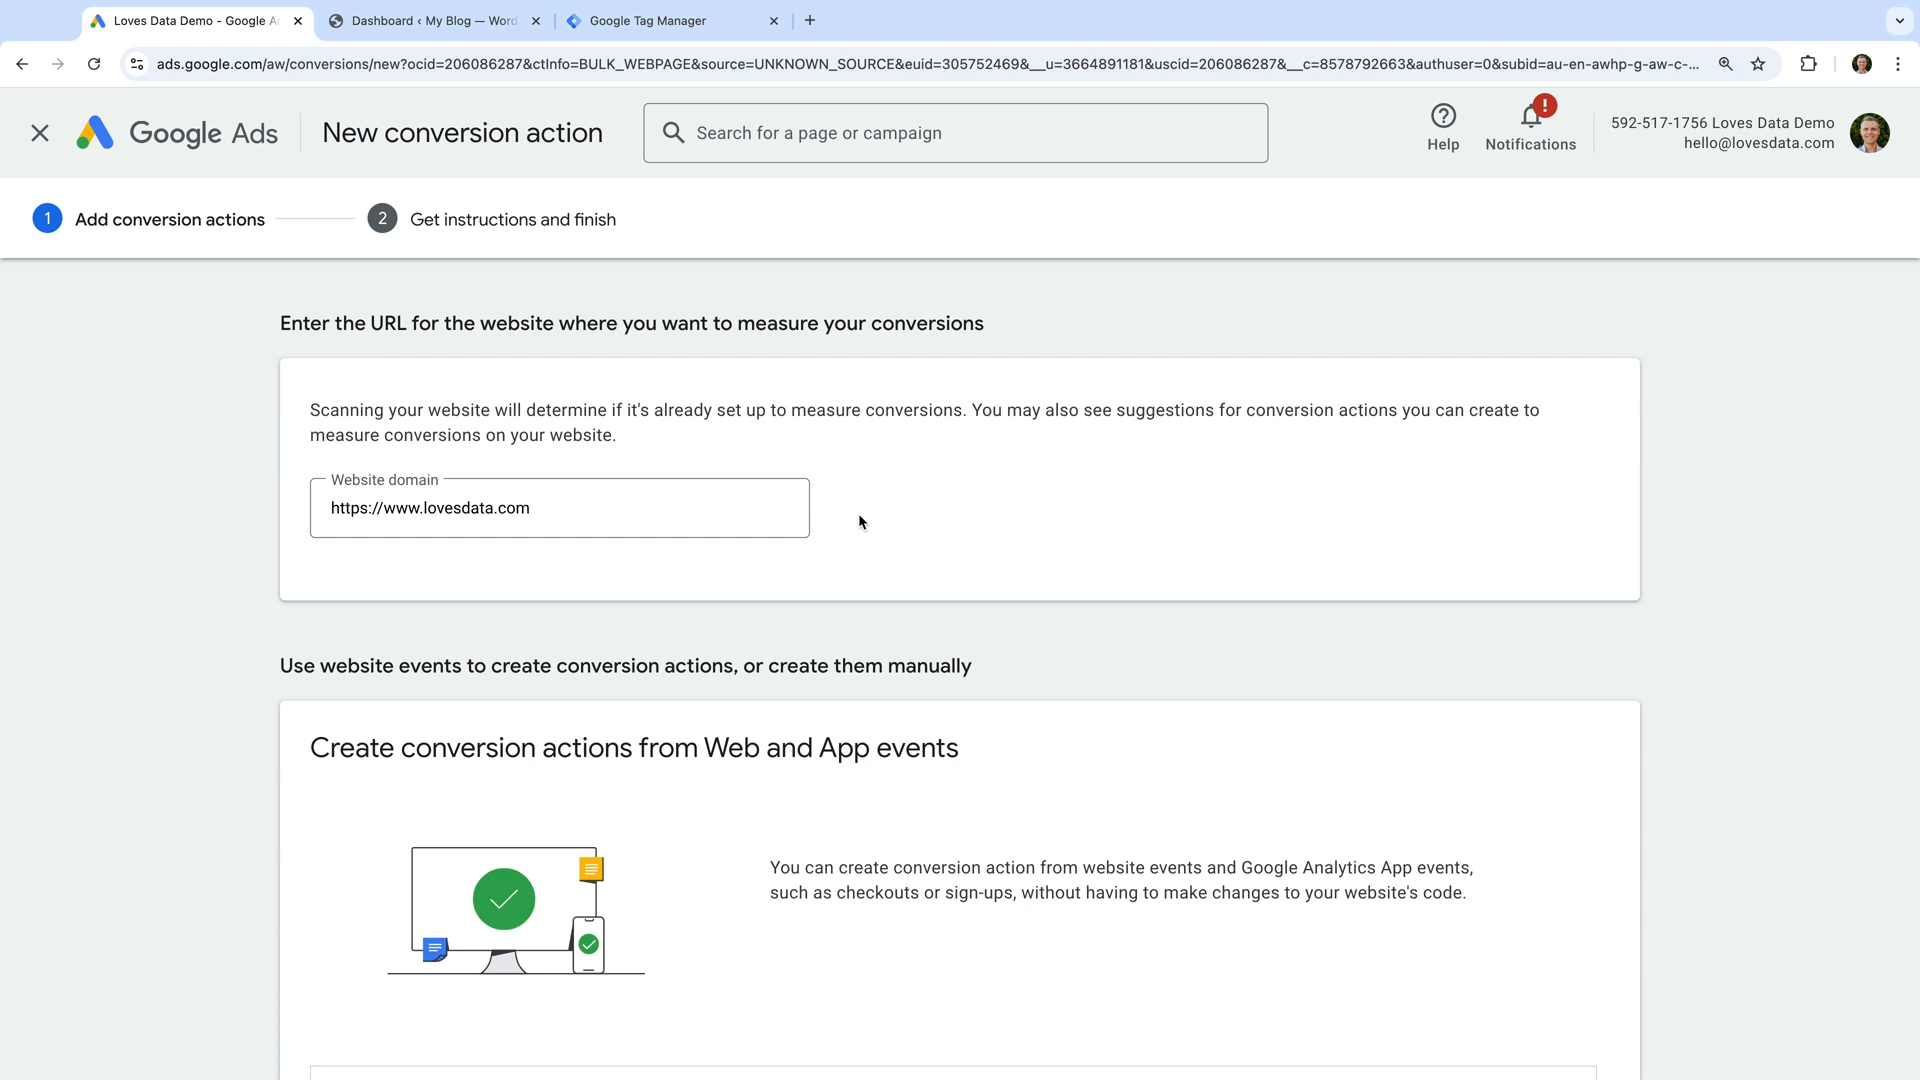 Loves Data Demo - Google A
Dashboard ‹ My Blog — Word
Google Tag Manager
ads.google.com/aw/conversions/new?ocid=206086287&ctInfo=BULK_WEBPAGE&source=UNKNOWN_SOURCE&euid=305752469&__u=3664891181&uscid=206086287&__c=8578792663&authuser=0&subid=au-en-awhp-g-aw-c-...
Google Ads
New conversion action
Search for a page or campaign
Help
!
Notifications
592-517-1756 Loves Data Demo
hello@lovesdata.com
1 Add conversion actions
2 Get instructions and finish
Enter the URL for the website where you want to measure your conversions
Scanning your website will determine if it's already set up to measure conversions. You may also see suggestions for conversion actions you can create to
measure conversions on your website.
Website domain
https://www.lovesdata.com
Use website events to create conversion actions, or create them manually
Create conversion actions from Web and App events
You can create conversion action from website events and Google Analytics App events,
such as checkouts or sign-ups, without having to make changes to your website's code.